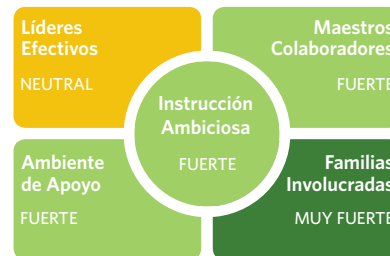 Líderes
Efectivos
NEUTRAL
Maestros
Colaboradores
FUERTE
Instrucción
Ambiciosa
FUERTE
Ambiente
de Apoyo
FUERTE
Familias
Involucradas
MUY FUERTE